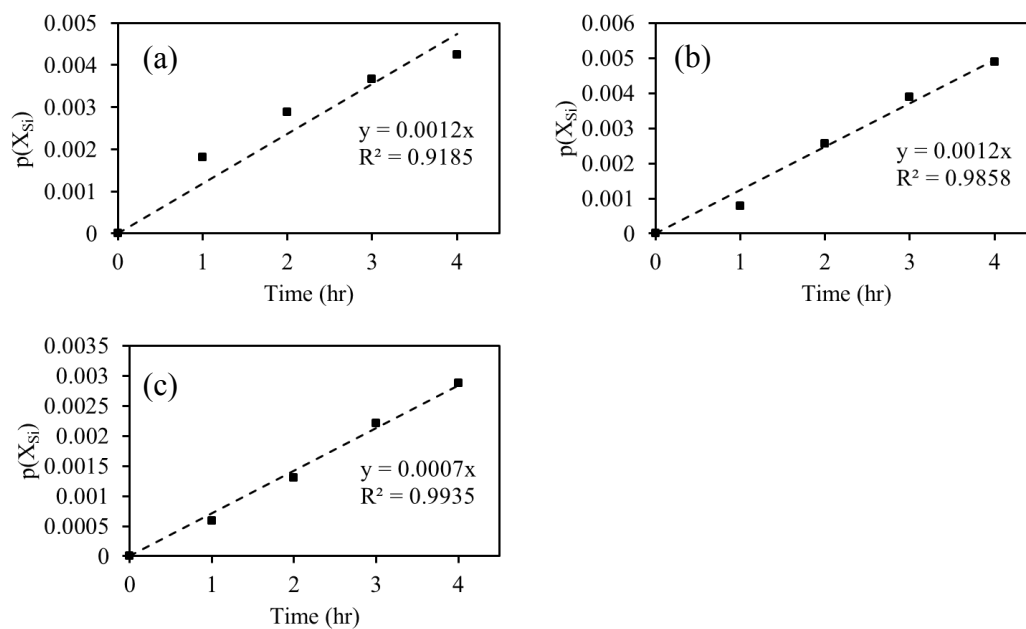 (a)
p(X_Si)
0.005
0.004
0.003
0.002
0.001
0
y = 0.0012x
R² = 0.9185
0 1 2 3 4
Time (hr)
(b)
p(X_Si)
0.006
0.005
0.004
0.003
0.002
0.001
0
y = 0.0012x
R² = 0.9858
0 1 2 3 4
Time (hr)
(c)
p(X_Si)
0.0035
0.003
0.0025
0.002
0.0015
0.001
0.0005
0
y = 0.0007x
R² = 0.9935
0 1 2 3 4
Time (hr)